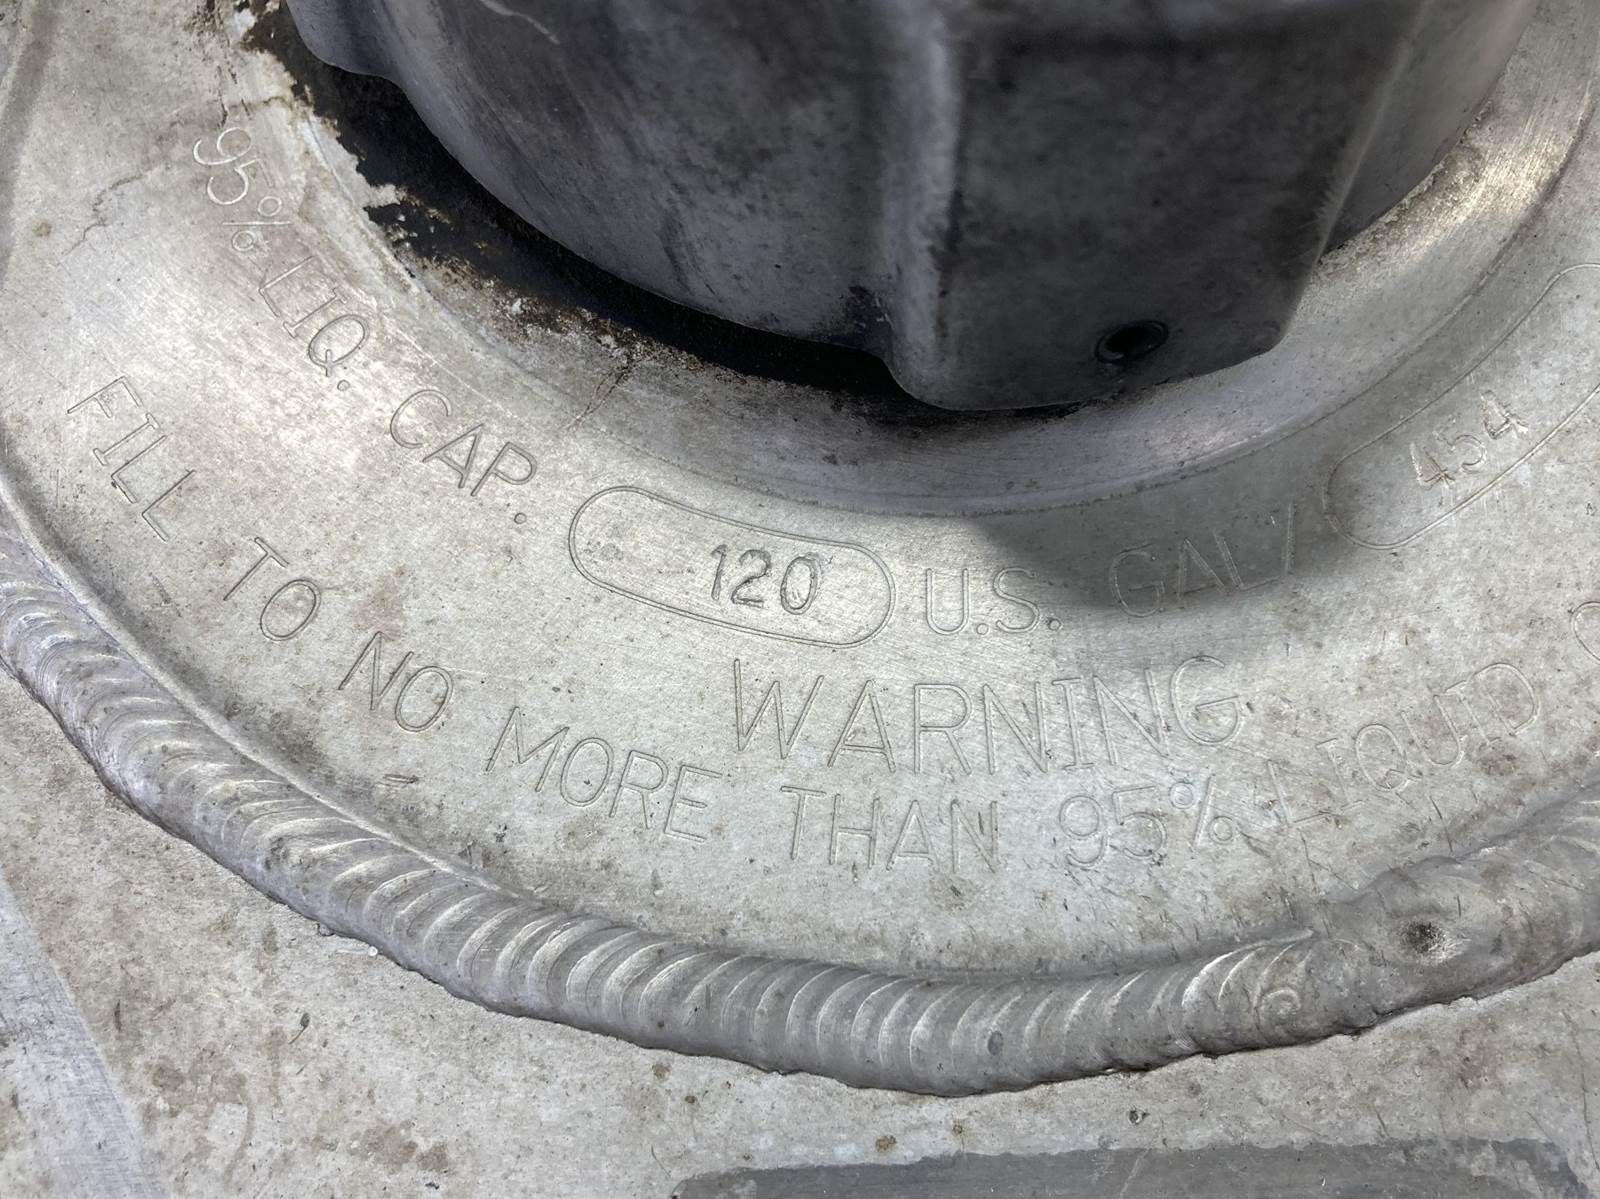 95% LIQ. CAP. 120 U.S. GAL/ 454
WARNING
FILL TO NO MORE THAN 95% LIQUID